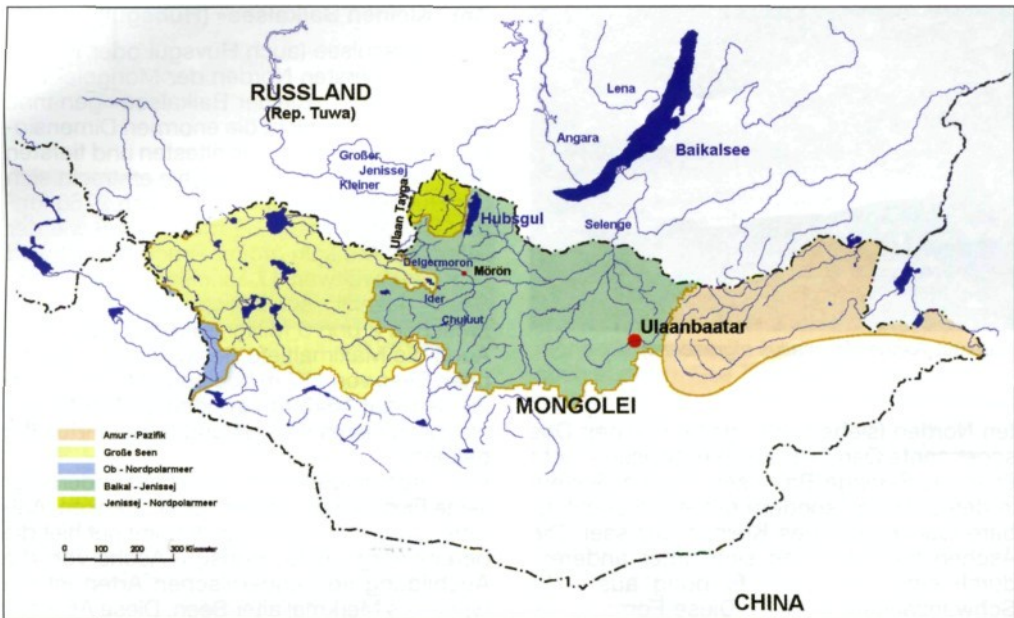 RUSSLAND
(Rep. Tuwa)
Lena
Angara
Baikalsee
Großer
Jenissej
Kleiner
Ulaan Tayga
Hubsgul
Selenge
Delgermoron
Mörön
Ider
Chuluut
Ulaanbaatar
MONGOLEI
Amur - Pazifik
Große Seen
Ob - Nordpolarmeer
Baikal - Jenissej
Jenissej - Nordpolarmeer
0 100 200 300 Kilometer
CHINA